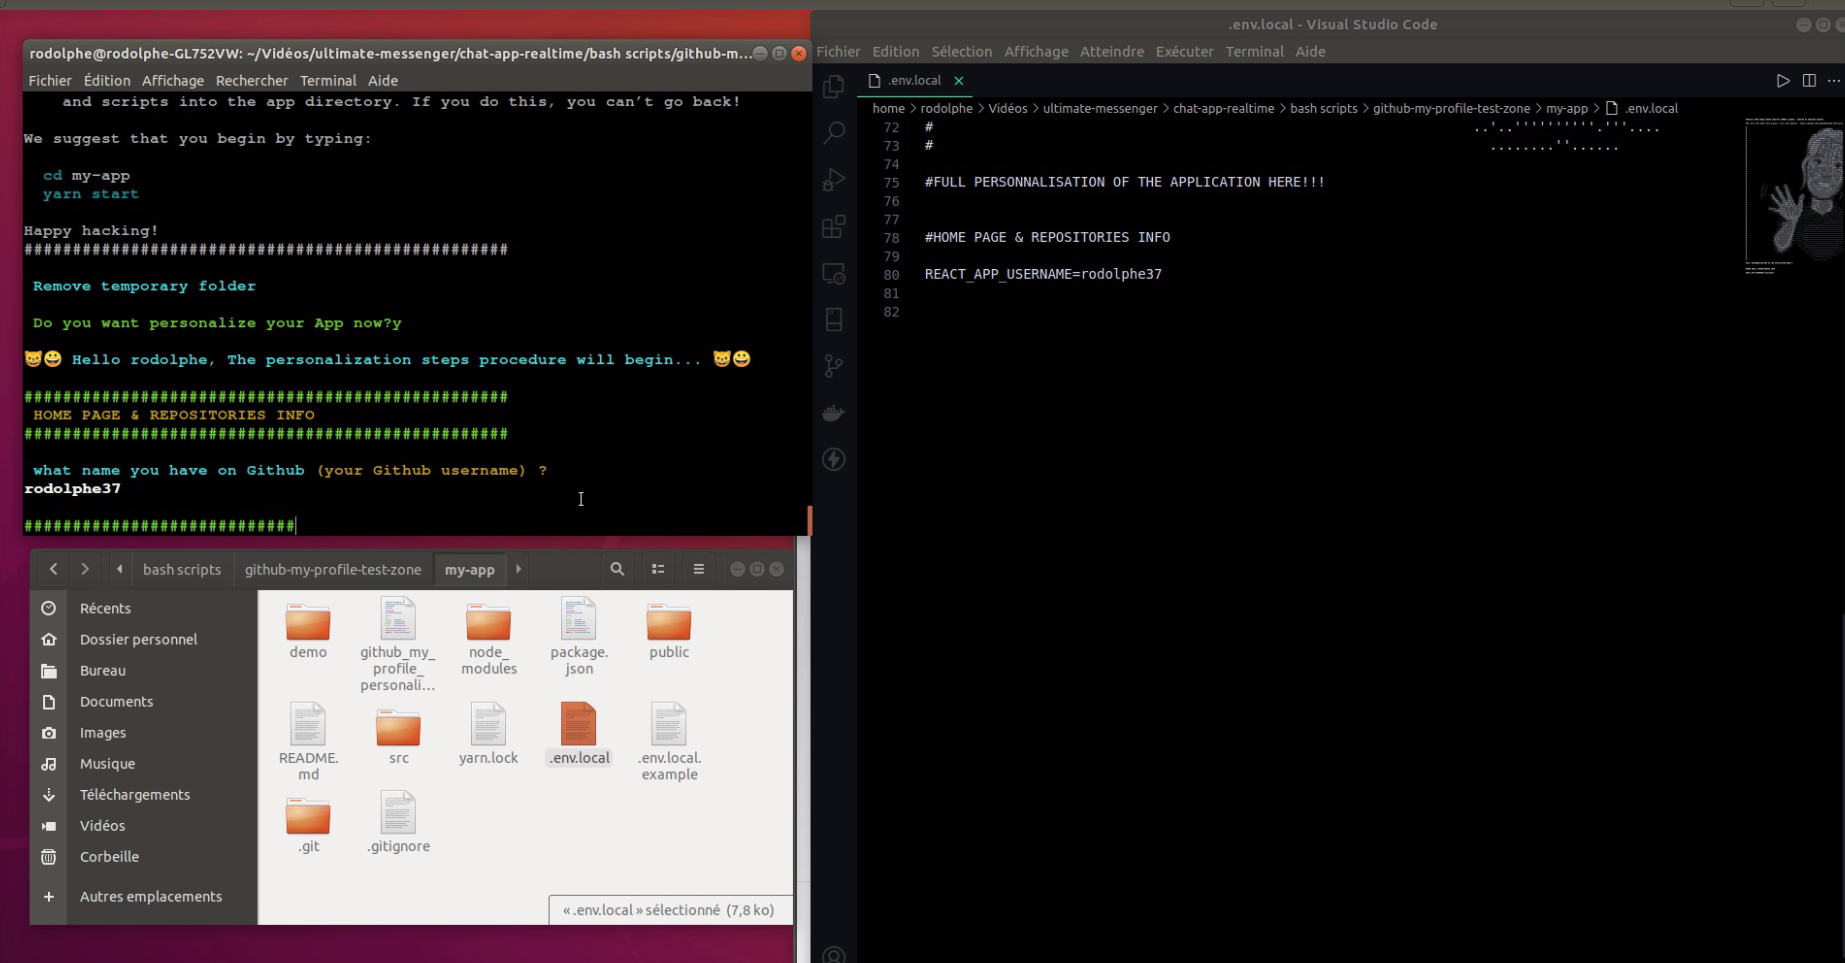 rodolphe@rodolphe-GL752VW: ~/Vidéos/ultimate-messenger/chat-app-realtime/bash scripts/github-m...
Fichier Édition Affichage Rechercher Terminal Aide
and scripts into the app directory. If you do this, you can’t go back!
We suggest that you begin by typing:
cd my-app
yarn start
Happy hacking!
##################################################
Remove temporary folder
Do you want personalize your App now?y
😺😀 Hello rodolphe, The personalization steps procedure will begin... 😺😀
##################################################
HOME PAGE & REPOSITORIES INFO
##################################################
what name you have on Github (your Github username) ?
rodolphe37
############################
bash scripts github-my-profile-test-zone my-app
Récents
Dossier personnel
Bureau
Documents
Images
Musique
Téléchargements
Vidéos
Corbeille
+ Autres emplacements
demo
github_my_
profile_
personali...
node_
modules
package.
json
public
README.
md
src
yarn.lock
.env.local
.env.local.
example
.git
.gitignore
« .env.local » sélectionné (7,8 ko)
.env.local - Visual Studio Code
Fichier Edition Sélection Affichage Atteindre Exécuter Terminal Aide
.env.local
home > rodolphe > Vidéos > ultimate-messenger > chat-app-realtime > bash scripts > github-my-profile-test-zone > my-app > .env.local
72 # ..'..''''''''''.'''....
73 # ........''......
74
75 #FULL PERSONNALISATION OF THE APPLICATION HERE!!!
76
77
78 #HOME PAGE & REPOSITORIES INFO
79
80 REACT_APP_USERNAME=rodolphe37
81
82